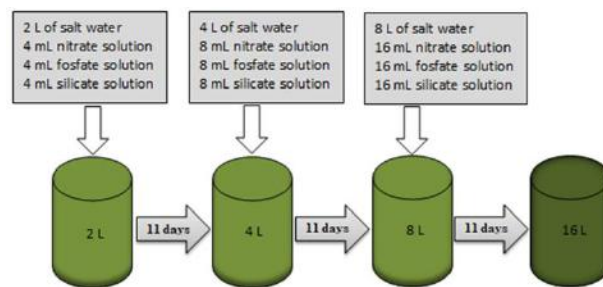 2 L of salt water
4 mL nitrate solution
4 mL fosfate solution
4 mL silicate solution
4 L of salt water
8 mL nitrate solution
8 mL fosfate solution
8 mL silicate solution
8 L of salt water
16 mL nitrate solution
16 mL fosfate solution
16 mL silicate solution
2 L
11 days
4 L
11 days
8 L
11 days
16 L